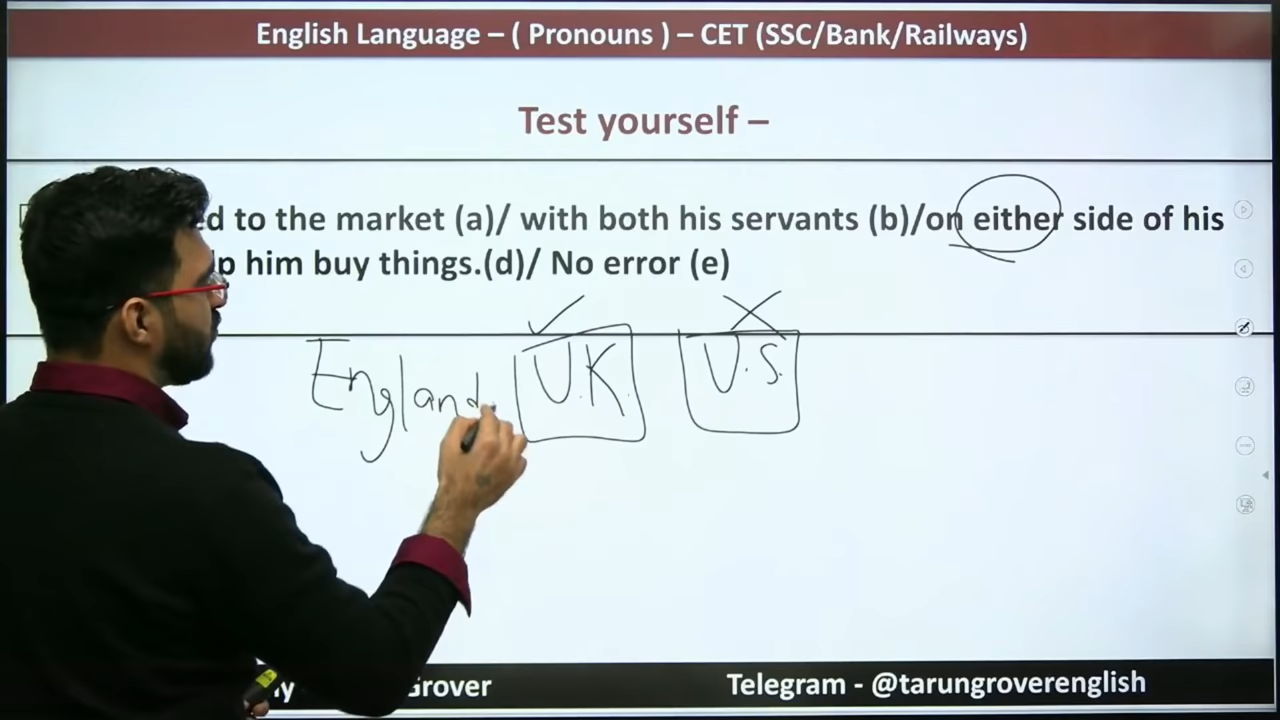 English Language – ( Pronouns ) – CET (SSC/Bank/Railways)
Test yourself –
to the market (a)/ with both his servants (b)/on either side of his
him buy things.(d)/ No error (e)
England U.K. U.S.
Grover
Telegram - @tarungroverenglish